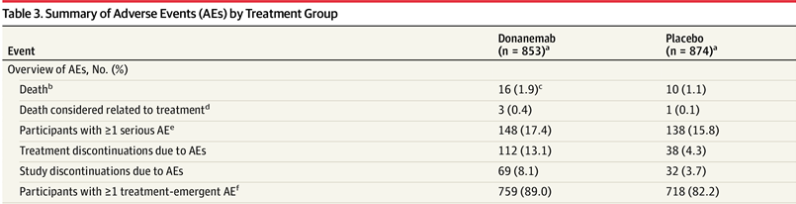 Table 3. Summary of Adverse Events (AEs) by Treatment Group
Event Donanemab (n = 853)ᵃ Placebo (n = 874)ᵃ
Overview of AEs, No. (%)
Deathᵇ 16 (1.9)ᶜ 10 (1.1)
Death considered related to treatmentᵈ 3 (0.4) 1 (0.1)
Participants with ≥1 serious AEᵉ 148 (17.4) 138 (15.8)
Treatment discontinuations due to AEs 112 (13.1) 38 (4.3)
Study discontinuations due to AEs 69 (8.1) 32 (3.7)
Participants with ≥1 treatment-emergent AEᶠ 759 (89.0) 718 (82.2)